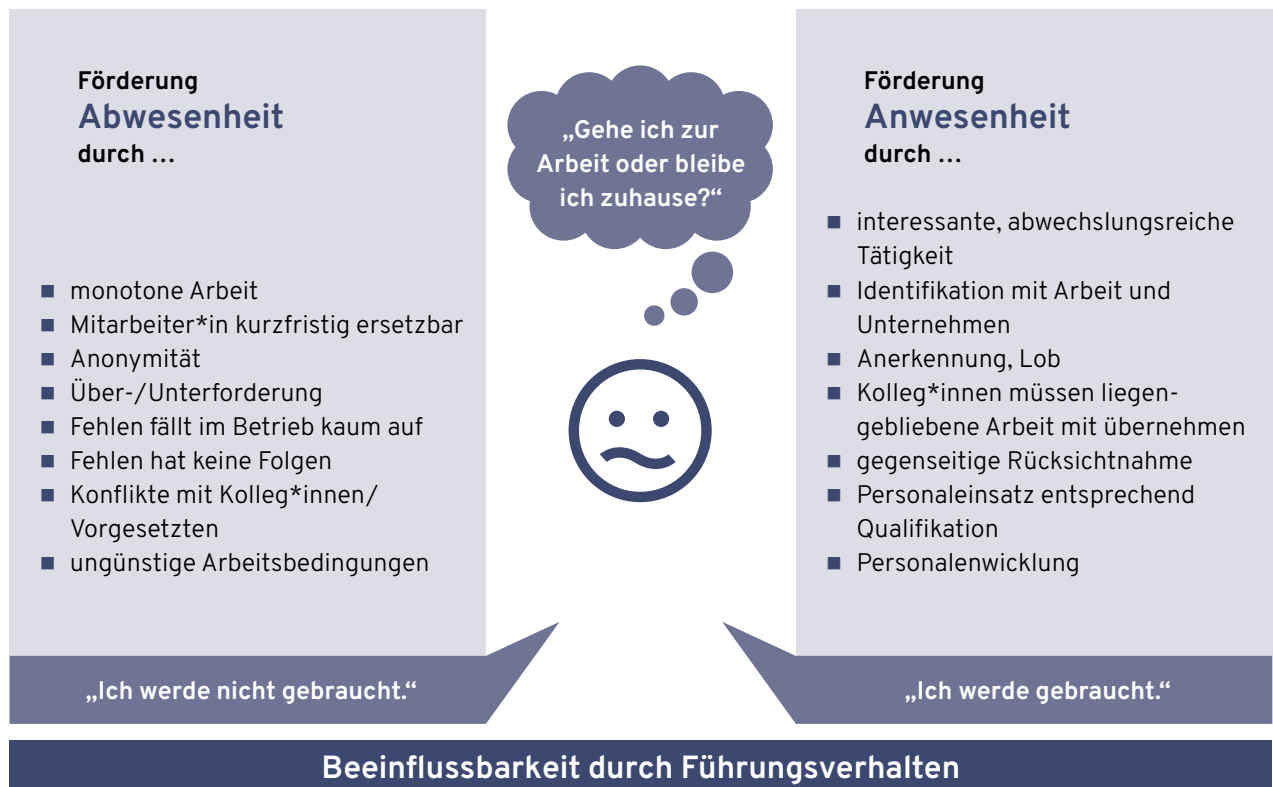 Förderung
Abwesenheit
durch …
monotone Arbeit
Mitarbeiter*in kurzfristig ersetzbar
Anonymität
Über-/Unterforderung
Fehlen fällt im Betrieb kaum auf
Fehlen hat keine Folgen
Konflikte mit Kolleg*innen/
Vorgesetzten
ungünstige Arbeitsbedingungen
„Ich werde nicht gebraucht.“
„Gehe ich zur
Arbeit oder bleibe
ich zuhause?“
Förderung
Anwesenheit
durch …
interessante, abwechslungsreiche
Tätigkeit
Identifikation mit Arbeit und
Unternehmen
Anerkennung, Lob
Kolleg*innen müssen liegen-
gebliebene Arbeit mit übernehmen
gegenseitige Rücksichtnahme
Personaleinsatz entsprechend
Qualifikation
Personalenwicklung
„Ich werde gebraucht.“
Beeinflussbarkeit durch Führungsverhalten